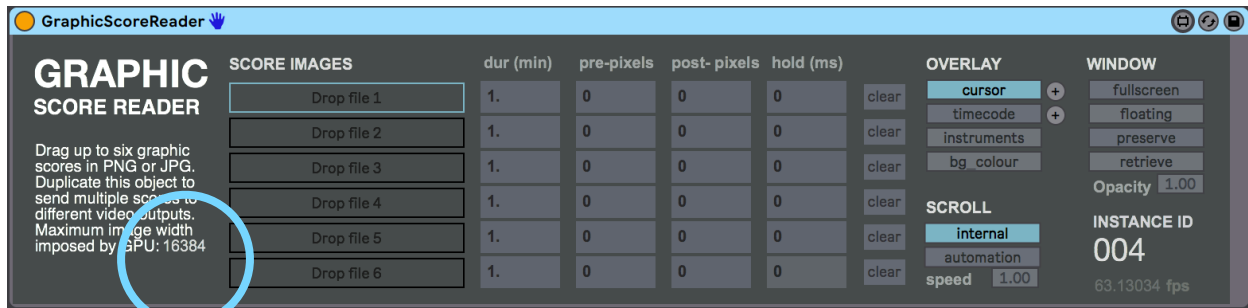 GraphicScoreReader
GRAPHIC
SCORE READER
Drag up to six graphic
scores in PNG or JPG.
Duplicate this object to
send multiple scores to
different video outputs.
Maximum image width
imposed by GPU: 16384
SCORE IMAGES dur (min) pre-pixels post- pixels hold (ms)
Drop file 1 1. 0 0 0 clear
Drop file 2 1. 0 0 0 clear
Drop file 3 1. 0 0 0 clear
Drop file 4 1. 0 0 0 clear
Drop file 5 1. 0 0 0 clear
Drop file 6 1. 0 0 0 clear
OVERLAY
cursor +
timecode +
instruments
bg_colour
SCROLL
internal
automation
speed 1.00
WINDOW
fullscreen
floating
preserve
retrieve
Opacity 1.00
INSTANCE ID
004
63.13034 fps